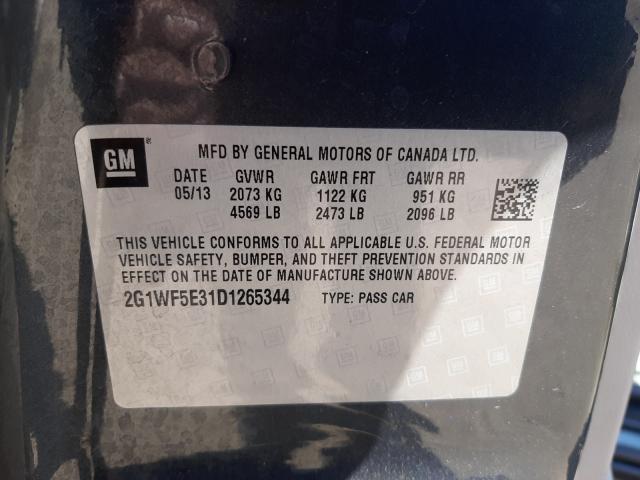 GM
MFD BY GENERAL MOTORS OF CANADA LTD.
DATE GVWR GAWR FRT GAWR RR
05/13 2073 KG 1122 KG 951 KG
4569 LB 2473 LB 2096 LB
THIS VEHICLE CONFORMS TO ALL APPLICABLE U.S. FEDERAL MOTOR
VEHICLE SAFETY, BUMPER, AND THEFT PREVENTION STANDARDS IN
EFFECT ON THE DATE OF MANUFACTURE SHOWN ABOVE.
2G1WF5E31D1265344 TYPE: PASS CAR